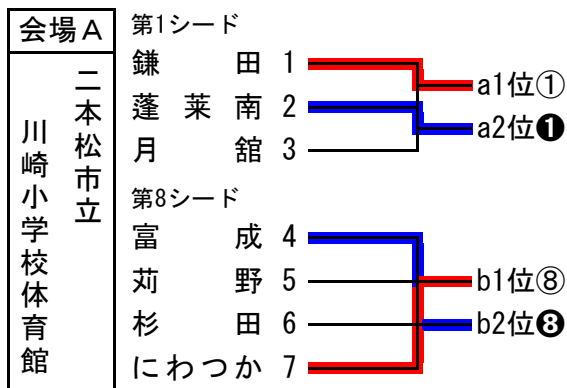 会場A
二本松市立
川崎小学校体育館
第1シード
鎌田 1
蓬莱南 2
月舘 3
a1位①
a2位❶
第8シード
富成 4
苅野 5
杉田 6
にわつか 7
b1位⑧
b2位❽